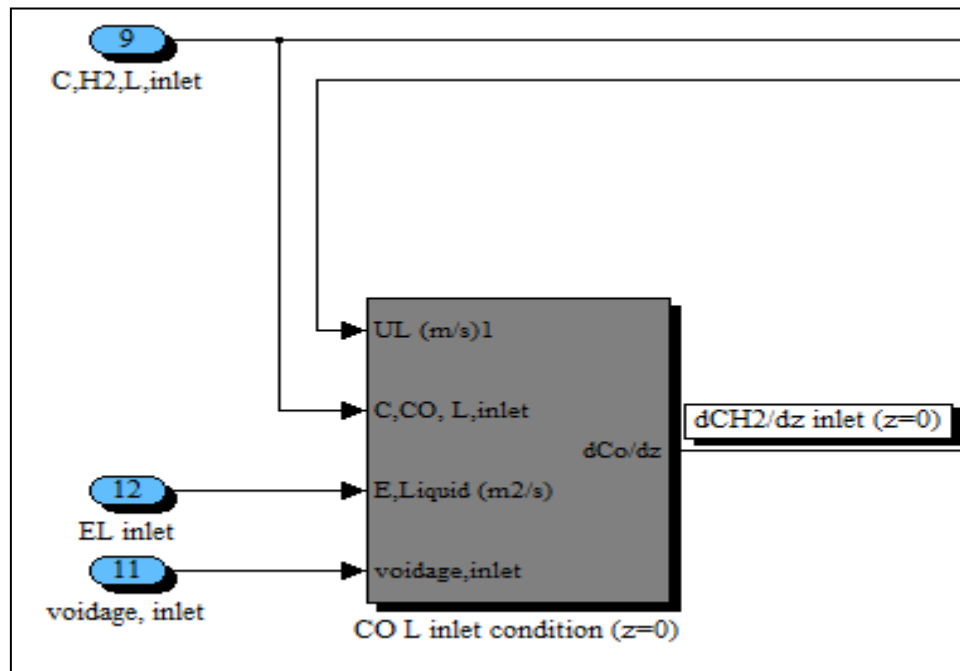 9
C,H2,L,inlet
UL (m/s)1
C,CO, L,inlet
dCH2/dz inlet (z=0)
dCo/dz
12
E,Liquid (m2/s)
EL inlet
11
voidage,inlet
voidage, inlet
CO L inlet condition (z=0)